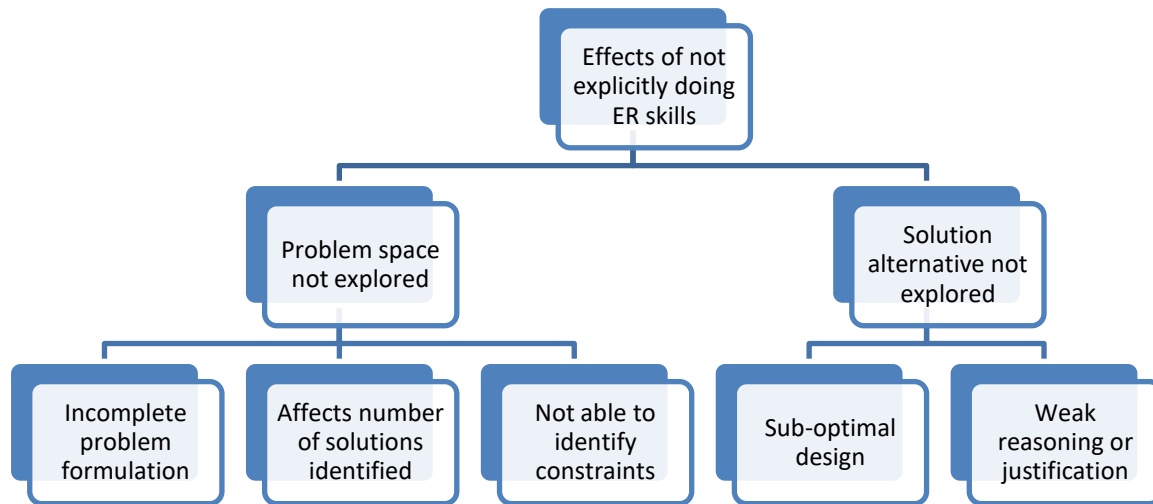 Effects of not
explicitly doing
ER skills
Problem space
not explored
Solution
alternative not
explored
Incomplete
problem
formulation
Affects number
of solutions
identified
Not able to
identify
constraints
Sub-optimal
design
Weak
reasoning or
justification